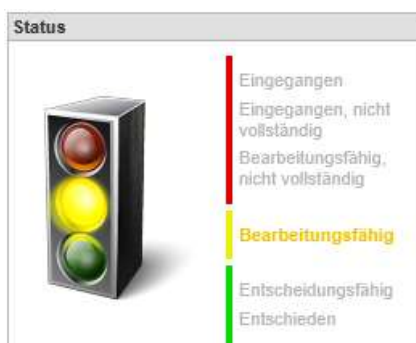 Status
Eingegangen
Eingegangen, nicht
vollständig
Bearbeitungsfähig,
nicht vollständig
Bearbeitungsfähig
Entscheidungsfähig
Entschieden